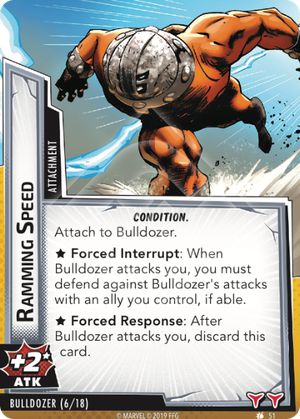 RAMMING SPEED
ATTACHMENT
CONDITION.
Attach to Bulldozer.
★ Forced Interrupt: When
Bulldozer attacks you, you must
defend against Bulldozer's attacks
with an ally you control, if able.
★ Forced Response: After
Bulldozer attacks you, discard this
card.
+2★
ATK
BULLDOZER (6/18)
© MARVEL © 2019 FFG
51